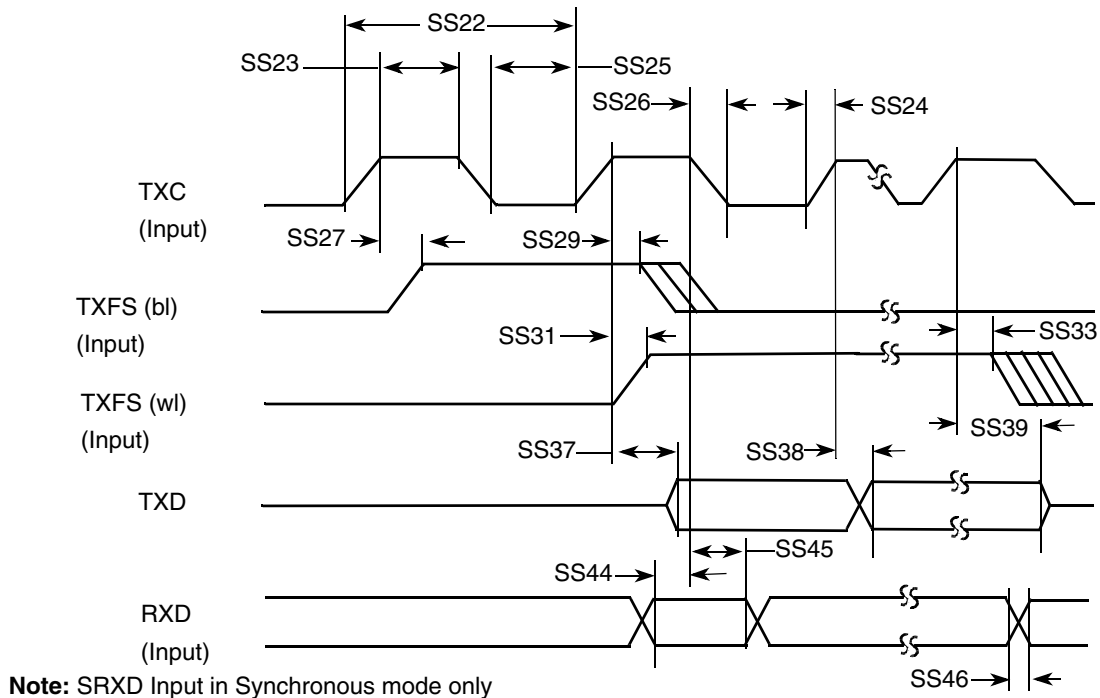 SS22
SS23
SS25
SS26
SS24
TXC
(Input)
SS27
SS29
TXFS (bl)
(Input)
SS31
SS33
TXFS (wl)
(Input)
SS39
SS37
SS38
TXD
SS45
SS44
RXD
(Input)
SS46
Note: SRXD Input in Synchronous mode only